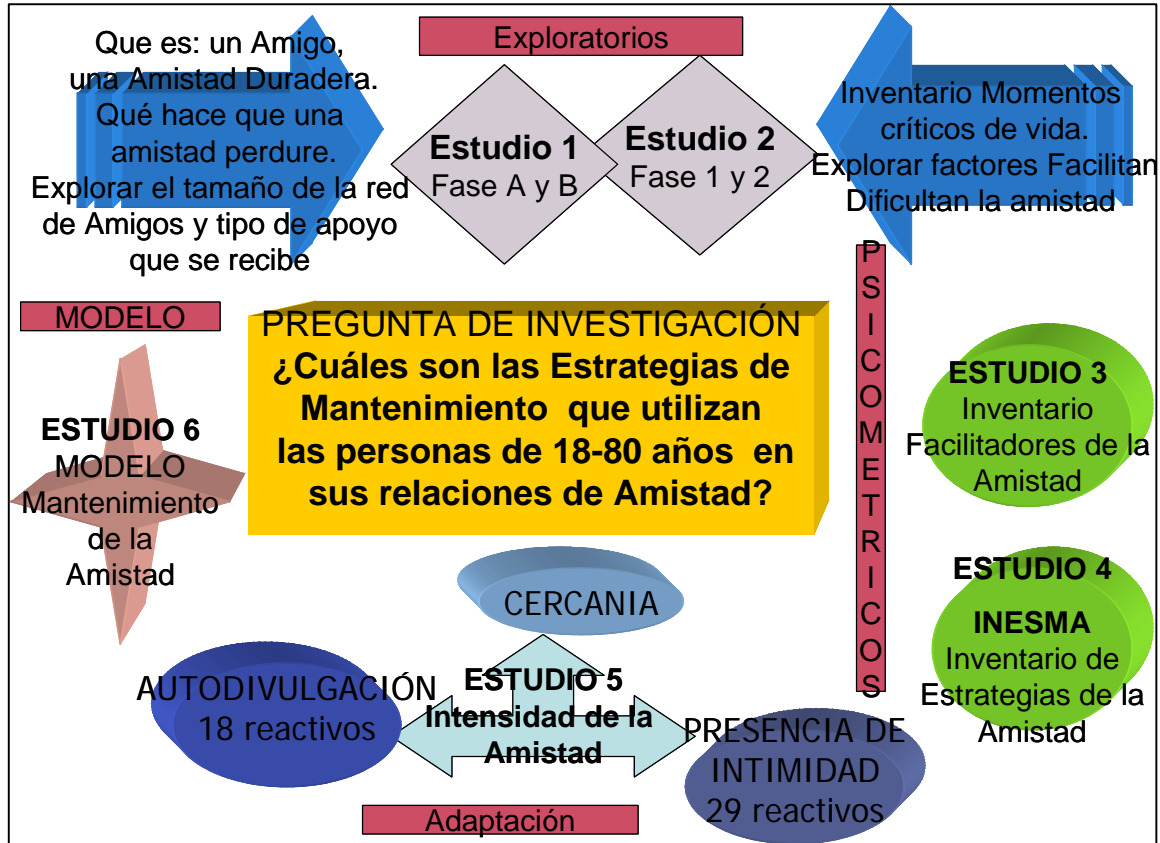 Exploratorios
Que es: un Amigo,
una Amistad Duradera.
Qué hace que una
amistad perdure.
Explorar el tamaño de la red
de Amigos y tipo de apoyo
que se recibe
Estudio 1
Fase A y B
Estudio 2
Fase 1 y 2
Inventario Momentos
críticos de vida.
Explorar factores Facilitan
Dificultan la amistad
MODELO
ESTUDIO 6
MODELO
Mantenimiento
de la
Amistad
PREGUNTA DE INVESTIGACIÓN
¿Cuáles son las Estrategias de
Mantenimiento que utilizan
las personas de 18-80 años en
sus relaciones de Amistad?
PSICOMETRICOS
ESTUDIO 3
Inventario
Facilitadores de la
Amistad
ESTUDIO 4
INESMA
Inventario de
Estrategias de la
Amistad
CERCANIA
AUTODIVULGACIÓN
18 reactivos
ESTUDIO 5
Intensidad de la
Amistad
PRESENCIA DE
INTIMIDAD
29 reactivos
Adaptación